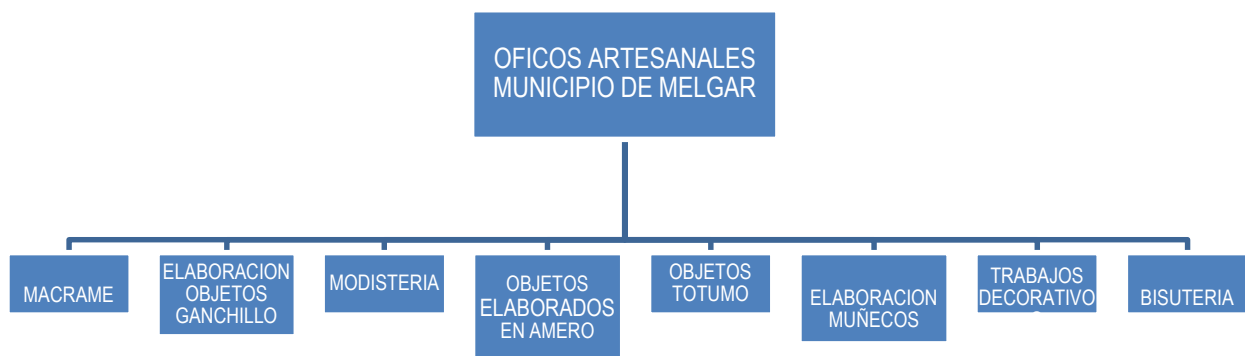 OFICOS ARTESANALES
MUNICIPIO DE MELGAR
MACRAME
ELABORACION
OBJETOS
GANCHILLO
MODISTERIA
OBJETOS
ELABORADOS
EN AMERO
OBJETOS
TOTUMO
ELABORACION
MUÑECOS
TRABAJOS
DECORATIVO
BISUTERIA